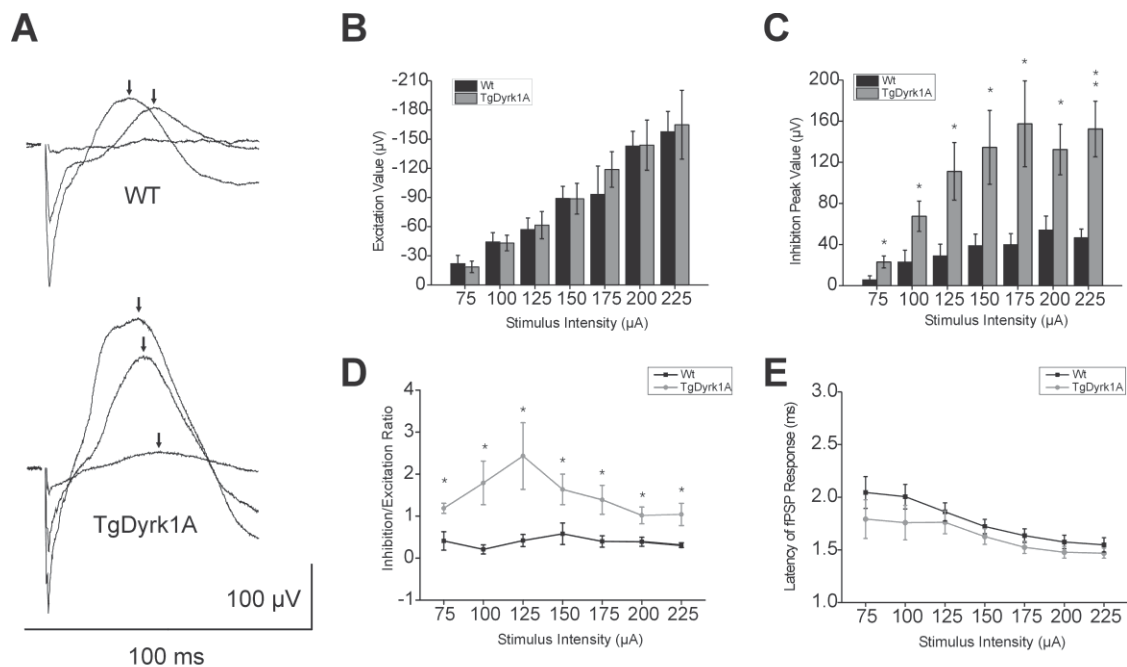 A
WT
TgDyrk1A
100 µV
100 ms
B
Wt
TgDyrk1A
Excitation Value (µV)
-210
-180
-150
-120
-90
-60
-30
75 100 125 150 175 200 225
Stimulus Intensity (µA)
C
Wt
TgDyrk1A
Inhibiton Peak Value (µV)
200
160
120
80
40
0
* * * * * * * *
75 100 125 150 175 200 225
Stimulus Intensity (µA)
D
Wt
TgDyrk1A
Inhibition/Excitation Ratio
4
3
2
1
0
-1
* * * * * * *
75 100 125 150 175 200 225
Stimulus Intensity (µA)
E
Wt
TgDyrk1A
Latency of fPSP Response (ms)
3.0
2.5
2.0
1.5
1.0
75 100 125 150 175 200 225
Stimulus Intensity (µA)